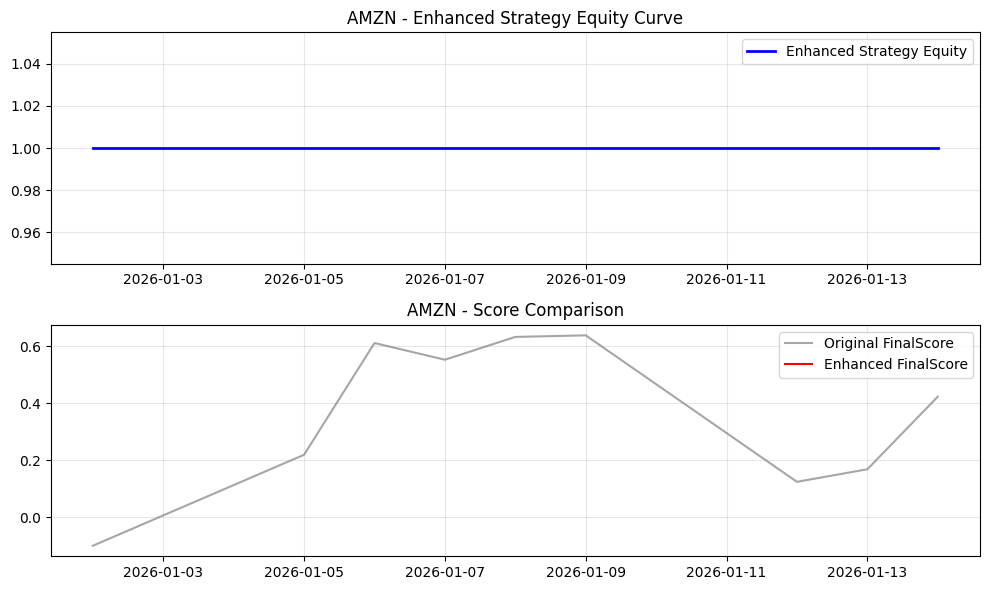 AMZN - Enhanced Strategy Equity Curve
Enhanced Strategy Equity
1.04
1.02
1.00
0.98
0.96
2026-01-03 2026-01-05 2026-01-07 2026-01-09 2026-01-11 2026-01-13
AMZN - Score Comparison
Original FinalScore
Enhanced FinalScore
0.6
0.4
0.2
0.0
2026-01-03 2026-01-05 2026-01-07 2026-01-09 2026-01-11 2026-01-13